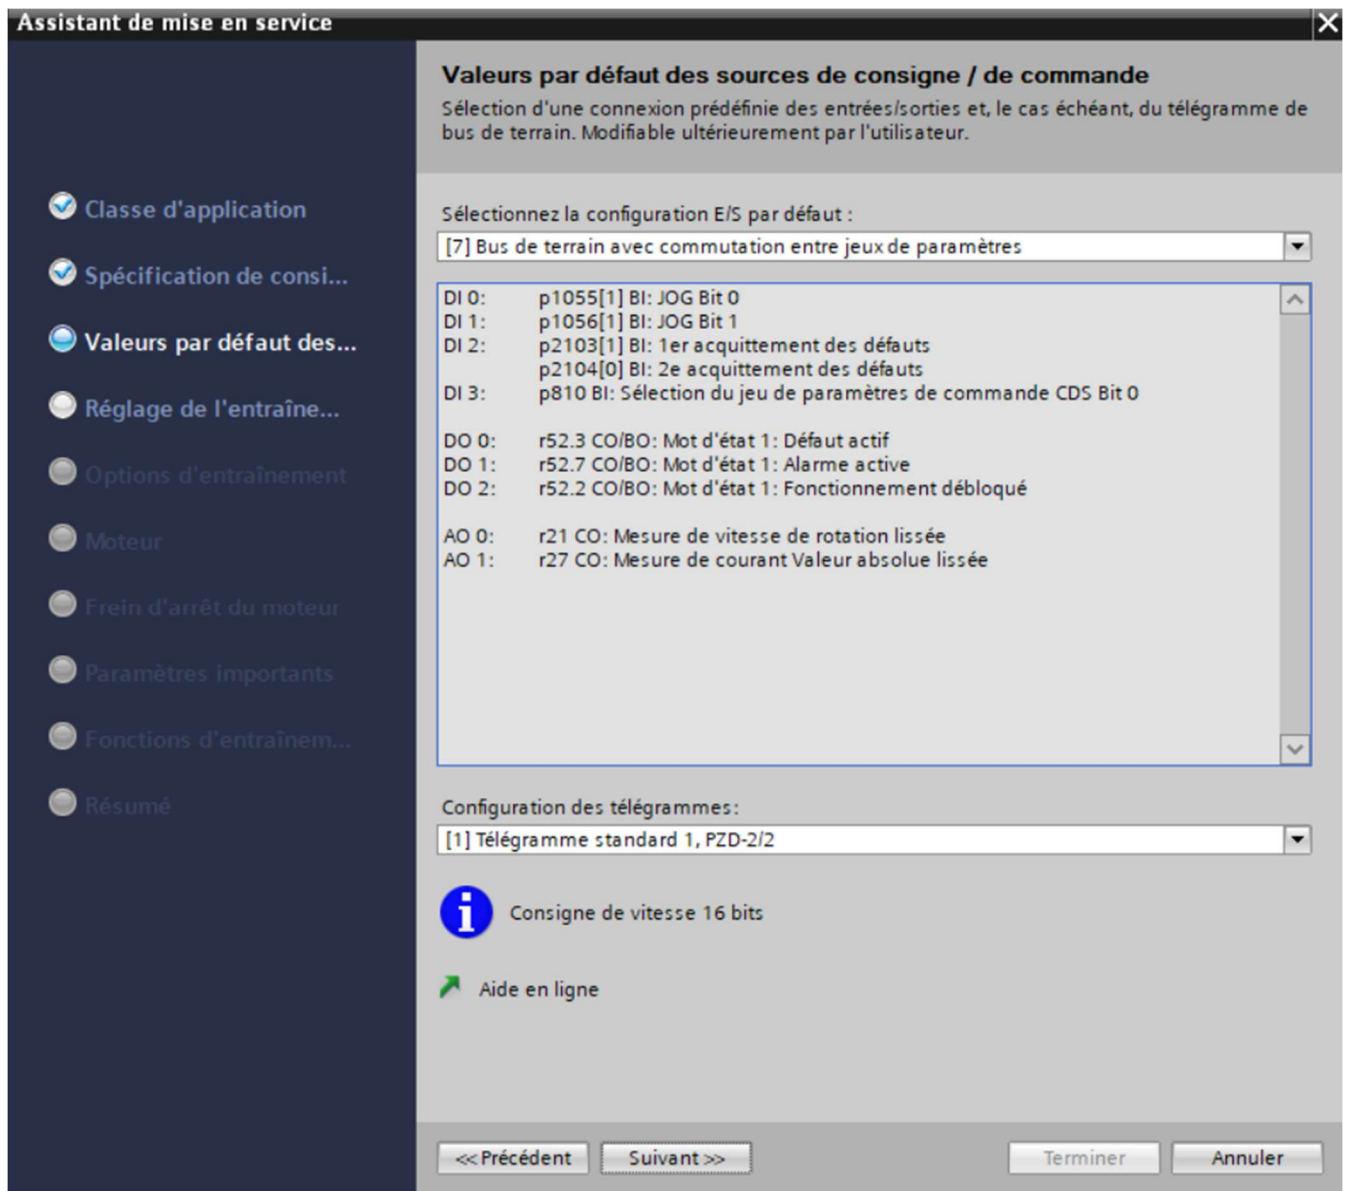 Assistant de mise en service
Valeurs par défaut des sources de consigne / de commande
Sélection d'une connexion prédéfinie des entrées/sorties et, le cas échéant, du télégramme de
bus de terrain. Modifiable ultérieurement par l'utilisateur.
Classe d'application
Spécification de consi...
Valeurs par défaut des...
Réglage de l'entraîne...
Options d'entraînement
Moteur
Frein d'arrêt du moteur
Paramètres importants
Fonctions d'entraînem...
Résumé
Sélectionnez la configuration E/S par défaut :
[7] Bus de terrain avec commutation entre jeux de paramètres
DI 0: p1055[1] BI: JOG Bit 0
DI 1: p1056[1] BI: JOG Bit 1
DI 2: p2103[1] BI: 1er acquittement des défauts
p2104[0] BI: 2e acquittement des défauts
DI 3: p810 BI: Sélection du jeu de paramètres de commande CDS Bit 0
DO 0: r52.3 CO/BO: Mot d'état 1: Défaut actif
DO 1: r52.7 CO/BO: Mot d'état 1: Alarme active
DO 2: r52.2 CO/BO: Mot d'état 1: Fonctionnement débloqué
AO 0: r21 CO: Mesure de vitesse de rotation lissée
AO 1: r27 CO: Mesure de courant Valeur absolue lissée
Configuration des télégrammes:
[1] Télégramme standard 1, PZD-2/2
Consigne de vitesse 16 bits
Aide en ligne
<<Précédent
Suivant>>
Terminer
Annuler